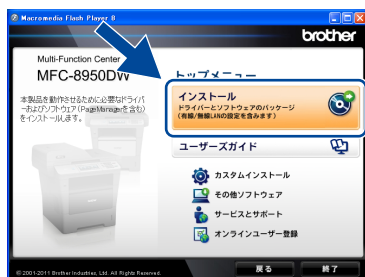 Macromedia Flash Player 8
brother
Multi-Function Center
MFC-8950DW
トップメニュー
本製品を動作させるために必要なドライバ
ーおよびソフトウェア(PageManagerを含む)
をインストールします。
インストール
ドライバーとソフトウェアのパッケージ
(有線/無線LANの設定を含みます)
ユーザーズガイド
カスタムインストール
その他ソフトウェア
サービスとサポート
オンラインユーザー登録
© 2001-2011 Brother Industries, Ltd. All Rights Reserved.
戻る
終了